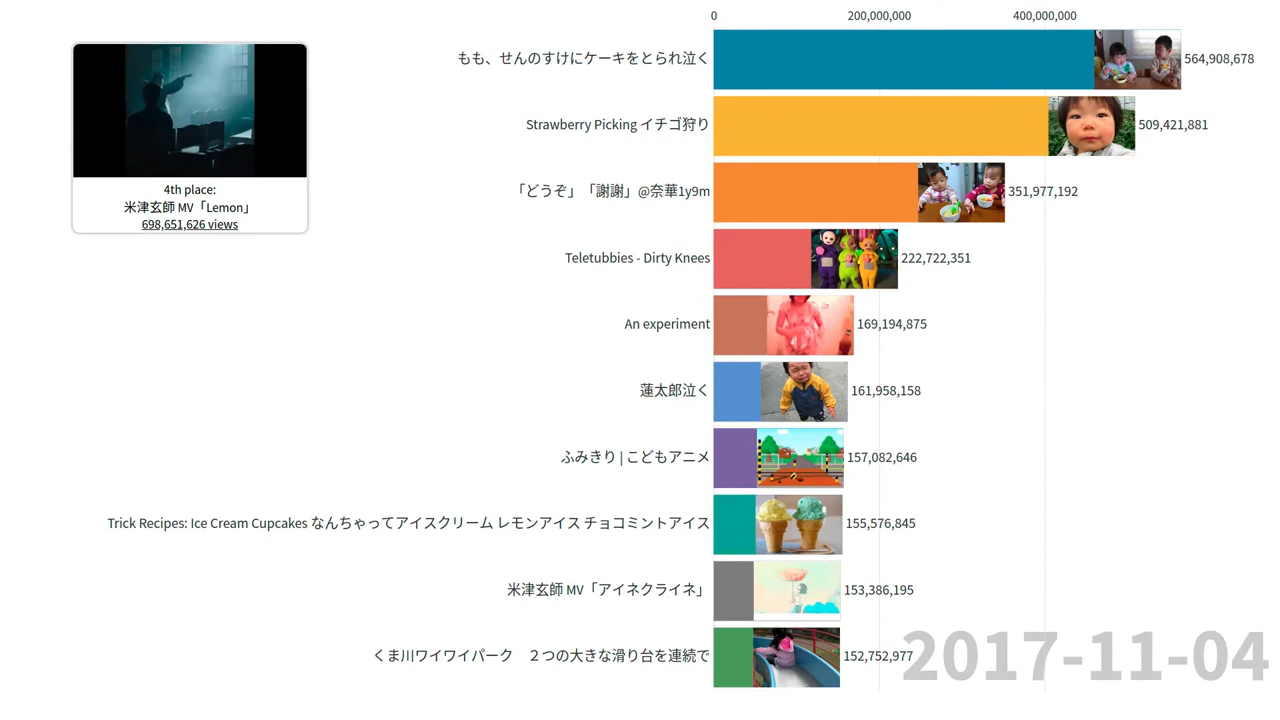 0
200,000,000
400,000,000
もも、せんのすけにケーキをとられ泣く
564,908,678
Strawberry Picking イチゴ狩り
509,421,881
「どうぞ」「謝謝」@奈華1y9m
351,977,192
4th place:
米津玄師 MV「Lemon」
698,651,626 views
Teletubbies - Dirty Knees
222,722,351
An experiment
169,194,875
蓮太郎泣く
161,958,158
ふみきり | こどもアニメ
157,082,646
Trick Recipes: Ice Cream Cupcakes なんちゃってアイスクリーム レモンアイス チョコミントアイス
155,576,845
米津玄師 MV「アイネクライネ」
153,386,195
くま川ワイワイパーク　２つの大きな滑り台を連続で
152,752,977
2017-11-04